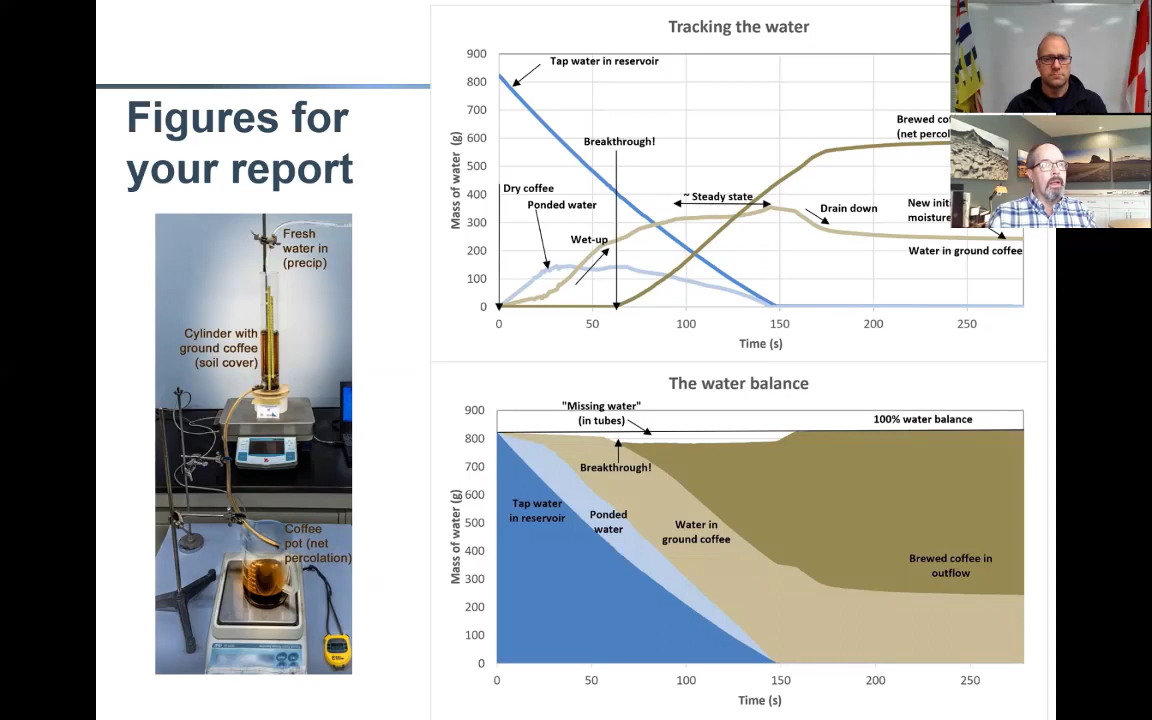 Figures for
your report
Fresh
water in
(precip)
Cylinder with
ground coffee
(soil cover)
Coffee
pot (net
percolation)
Tracking the water
Mass of water (g)
900
800
700
600
500
400
300
200
100
0
Tap water in reservoir
Breakthrough!
Dry coffee
Ponded water
Wet-up
~ Steady state
Drain down
Brewed
(net
New
moisture
Water in ground coffee
0
50
100
150
200
250
Time (s)
The water balance
Mass of water (g)
900
800
700
600
500
400
300
200
100
0
"Missing water"
(in tubes)
100% water balance
Breakthrough!
Tap water
in reservoir
Ponded
water
Water in
ground coffee
Brewed coffee in
outflow
0
50
100
150
200
250
Time (s)